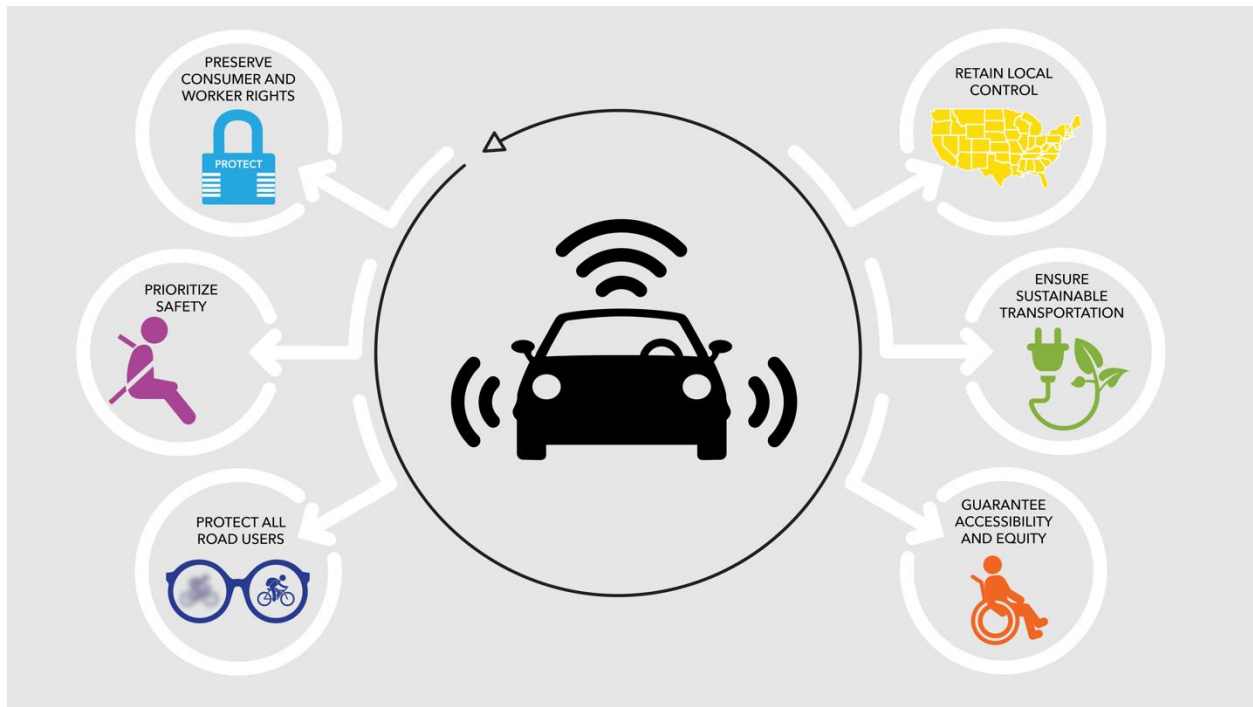 PRESERVE
CONSUMER AND
WORKER RIGHTS
PROTECT
PRIORITIZE
SAFETY
PROTECT ALL
ROAD USERS
RETAIN LOCAL
CONTROL
ENSURE
SUSTAINABLE
TRANSPORTATION
GUARANTEE
ACCESSIBILITY
AND EQUITY